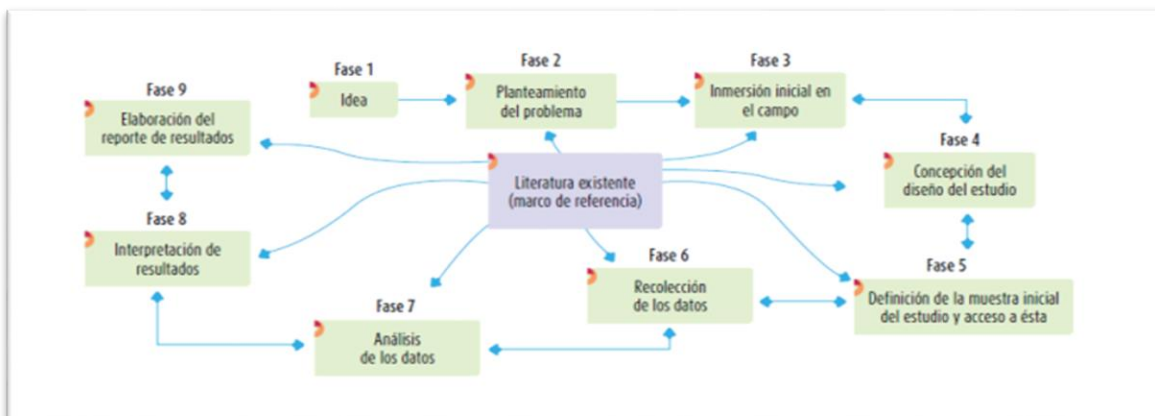 Fase 1
Idea
Fase 2
Planteamiento
del problema
Fase 3
Inmersión inicial en
el campo
Fase 4
Concepción del
diseño del estudio
Fase 5
Definición de la muestra inicial
del estudio y acceso a ésta
Fase 6
Recolección
de los datos
Fase 7
Análisis
de los datos
Fase 8
Interpretación de
resultados
Fase 9
Elaboración del
reporte de resultados
Literatura existente
(marco de referencia)